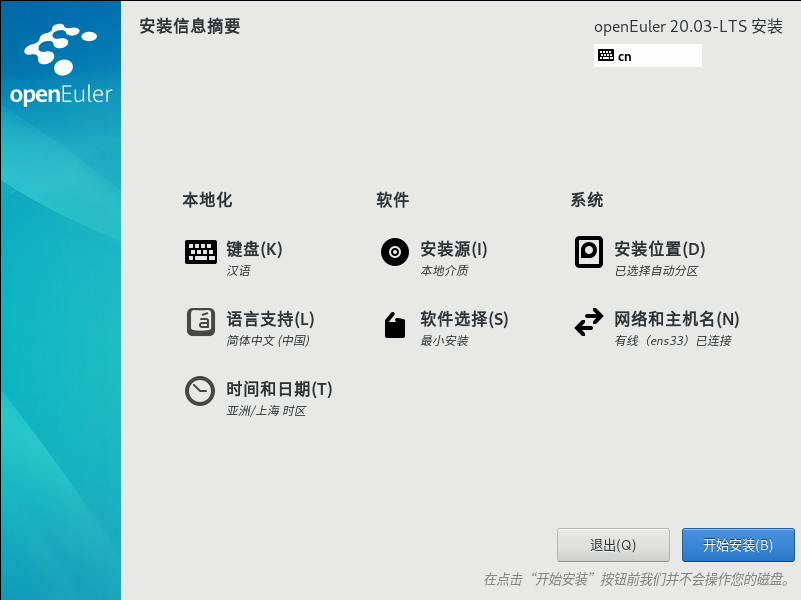 openEuler
安装信息摘要
openEuler 20.03-LTS 安装
cn
本地化
键盘(K)
汉语
语言支持(L)
简体中文 (中国)
时间和日期(T)
亚洲/上海 时区
软件
安装源(I)
本地介质
软件选择(S)
最小安装
系统
安装位置(D)
已选择自动分区
网络和主机名(N)
有线（ens33）已连接
退出(Q)
开始安装(B)
在点击“开始安装”按钮前我们并不会操作您的磁盘。